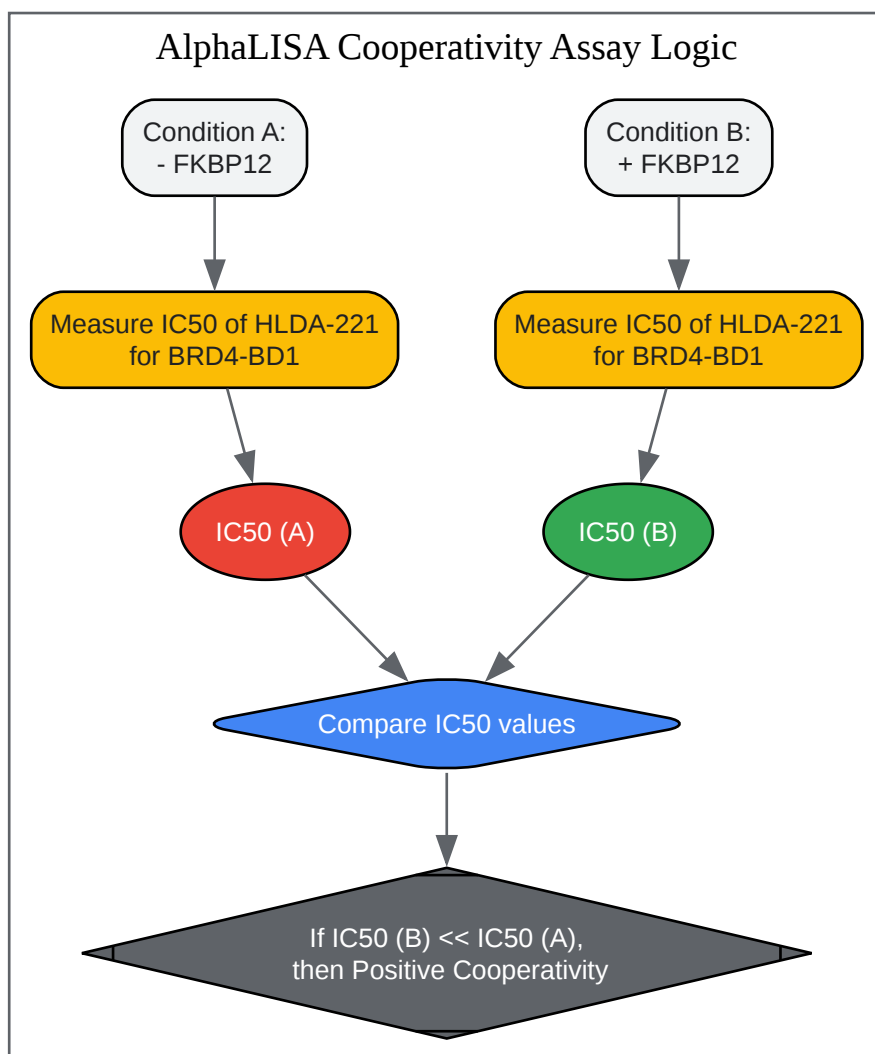 AlphaLISA Cooperativity Assay Logic
Condition A:
- FKBP12
Condition B:
+ FKBP12
Measure IC50 of HLDA-221
for BRD4-BD1
Measure IC50 of HLDA-221
for BRD4-BD1
IC50 (A)
IC50 (B)
Compare IC50 values
If IC50 (B) << IC50 (A),
then Positive Cooperativity